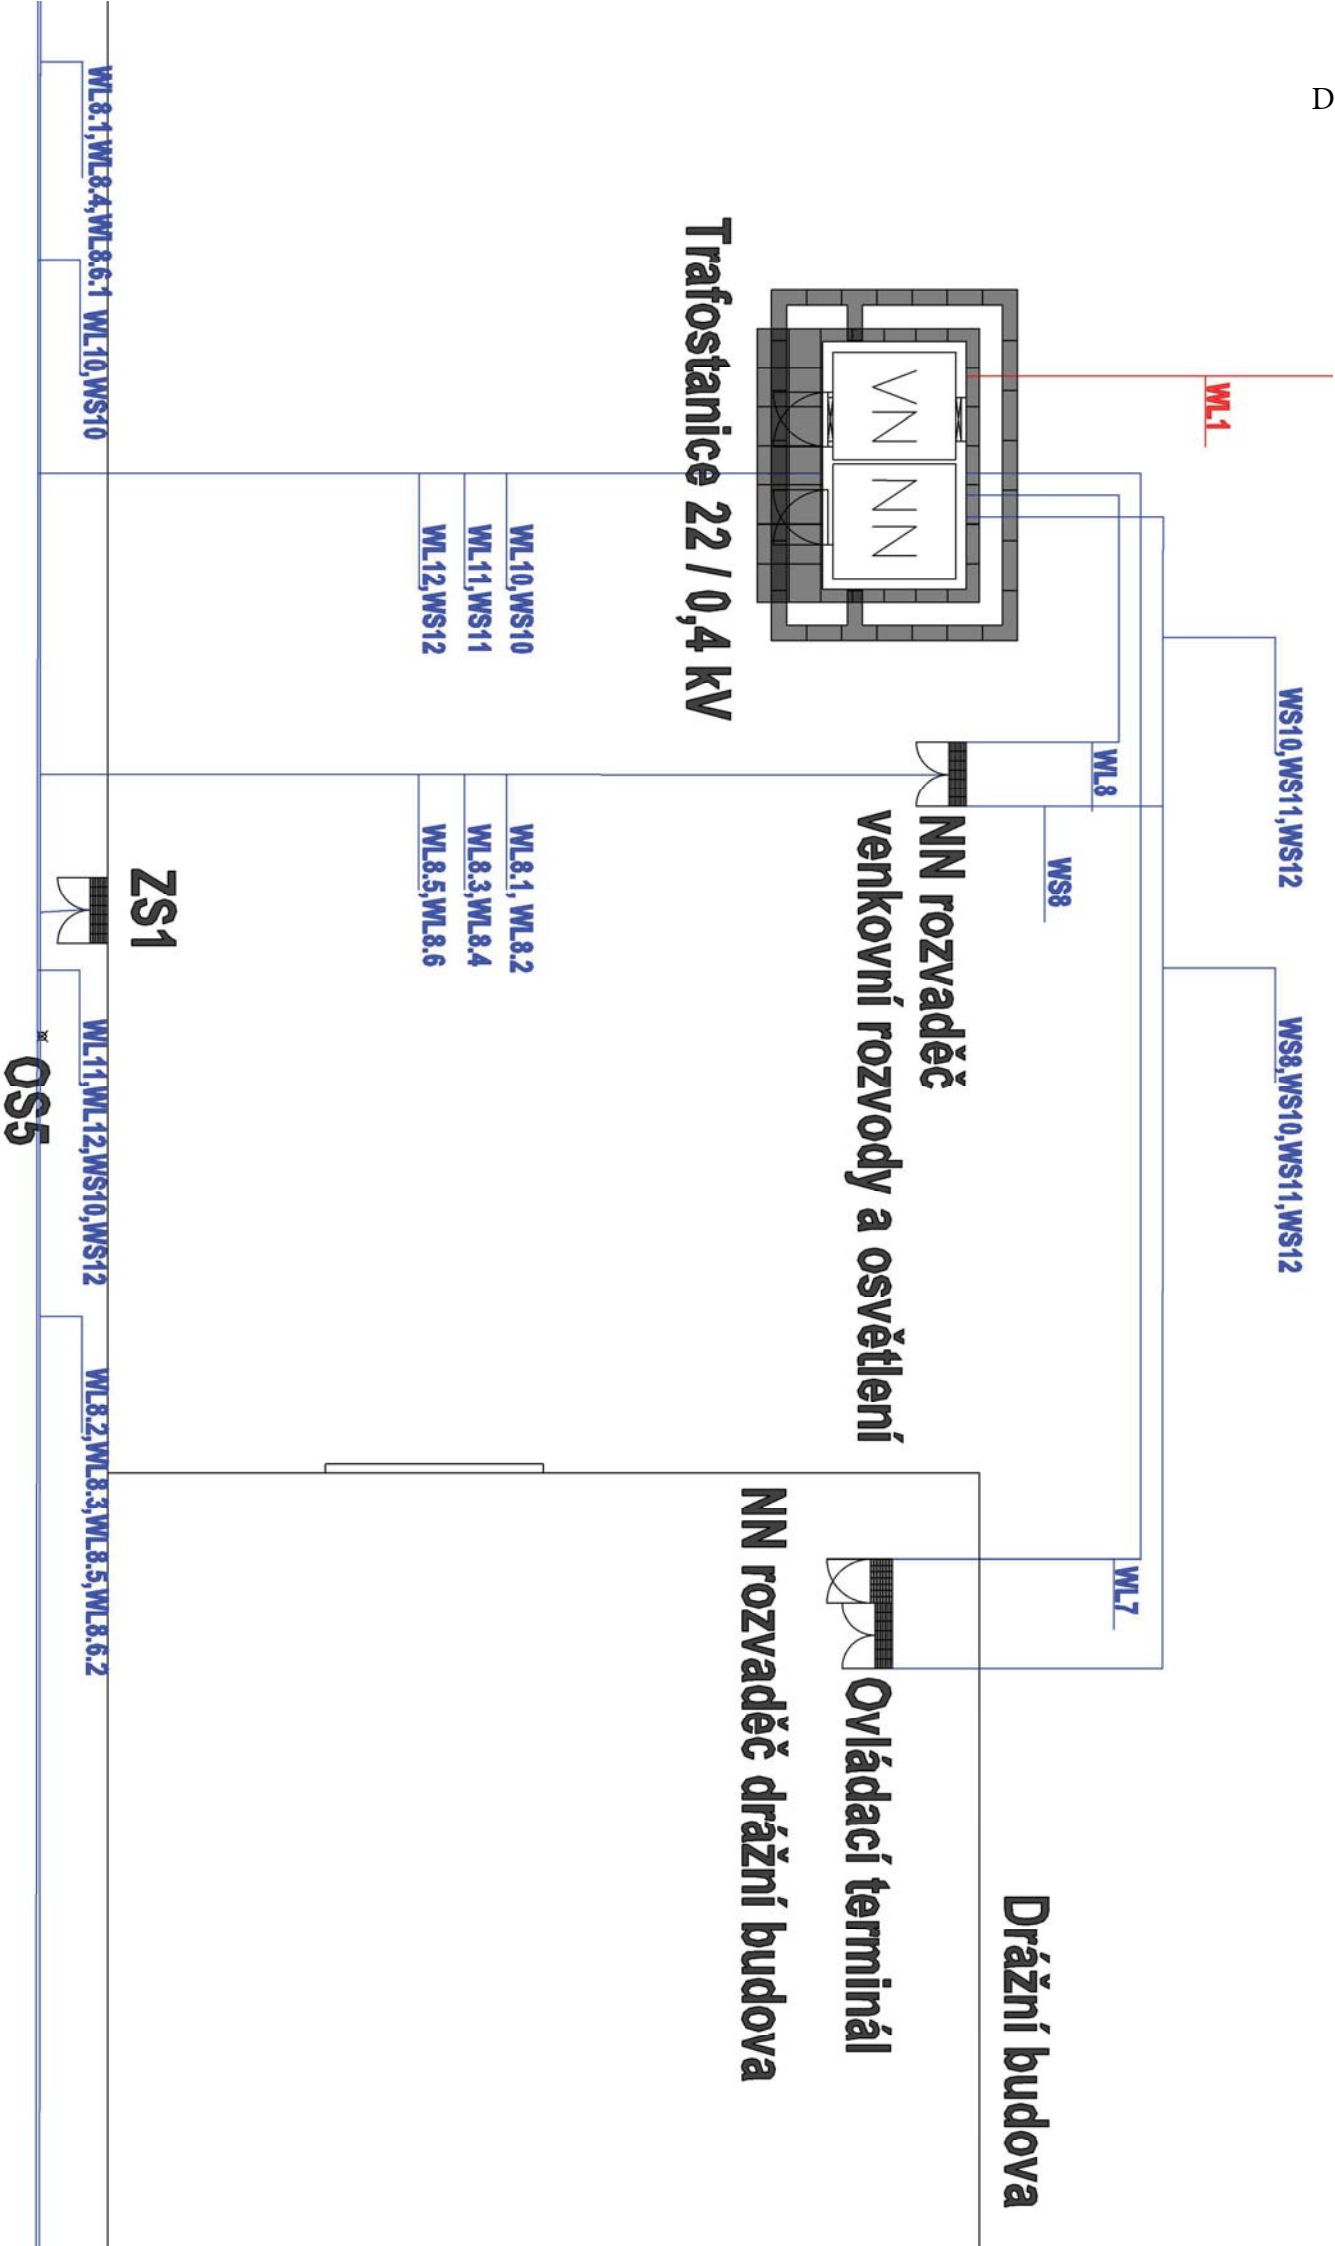 D
WL1
WS10,WS11,WS12
WS8,WS10,WS11,WS12
WL8
WS8
WL7
Drážní budova
VN
NN
NN rozvaděč
venkovní rozvody a osvětlení
Ovládací terminál
NN rozvaděč drážní budova
Trafostanice 22 / 0,4 kV
WL10,WS10
WL11,WS11
WL12,WS12
WL8.1, WL8.2
WL8.3,WL8.4
WL8.5,WL8.6
ZS1
WL8.1,WL8.4,WL8.6.1
WL10,WS10
WL11,WL12,WS10,WS12
WL8.2,WL8.3,WL8.5,WL8.6.2
OS5